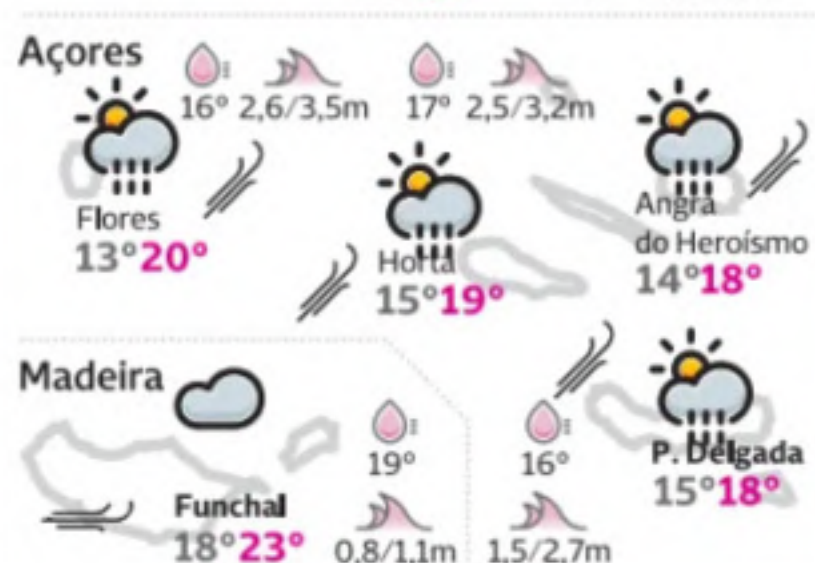 Açores
16° 2,6/3,5m
17° 2,5/3,2m
Flores
13° 20°
Horta
15° 19°
Angra
do Heroísmo
14° 18°
Madeira
19°
0,8/1,1m
Funchal
18° 23°
16°
1,5/2,7m
P. Delgada
15° 18°